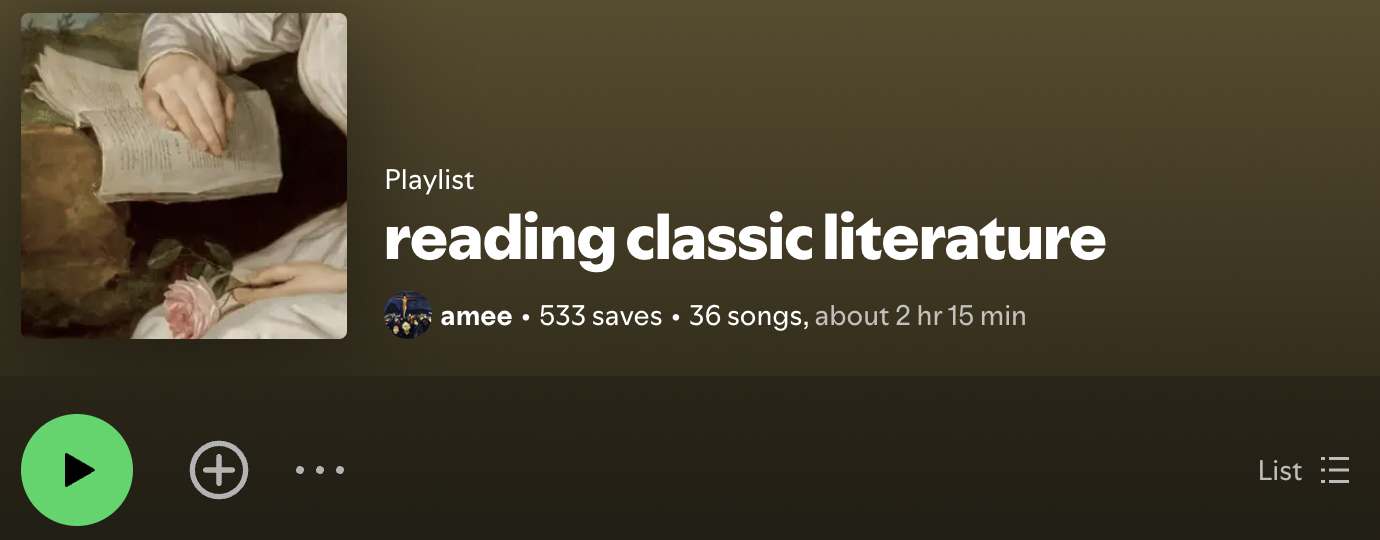 Playlist
reading classic literature
amee • 533 saves • 36 songs, about 2 hr 15 min
List